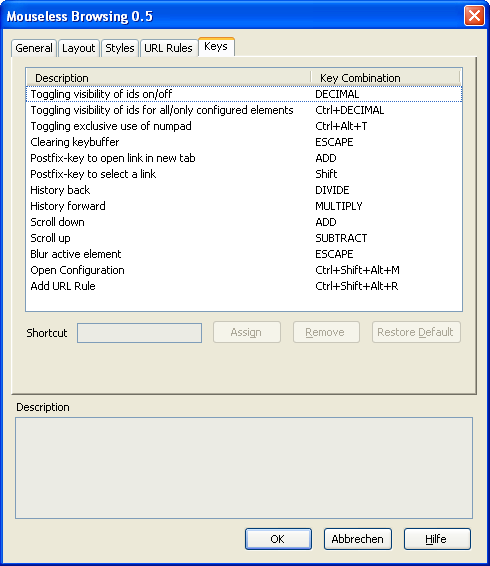 Mouseless Browsing 0.5
General Layout Styles URL Rules Keys
Description Key Combination
Toggling visibility of ids on/off DECIMAL
Toggling visibility of ids for all/only configured elements Ctrl+DECIMAL
Toggling exclusive use of numpad Ctrl+Alt+T
Clearing keybuffer ESCAPE
Postfix-key to open link in new tab ADD
Postfix-key to select a link Shift
History back DIVIDE
History forward MULTIPLY
Scroll down ADD
Scroll up SUBTRACT
Blur active element ESCAPE
Open Configuration Ctrl+Shift+Alt+M
Add URL Rule Ctrl+Shift+Alt+R
Shortcut Assign Remove Restore Default
Description
OK Abbrechen Hilfe